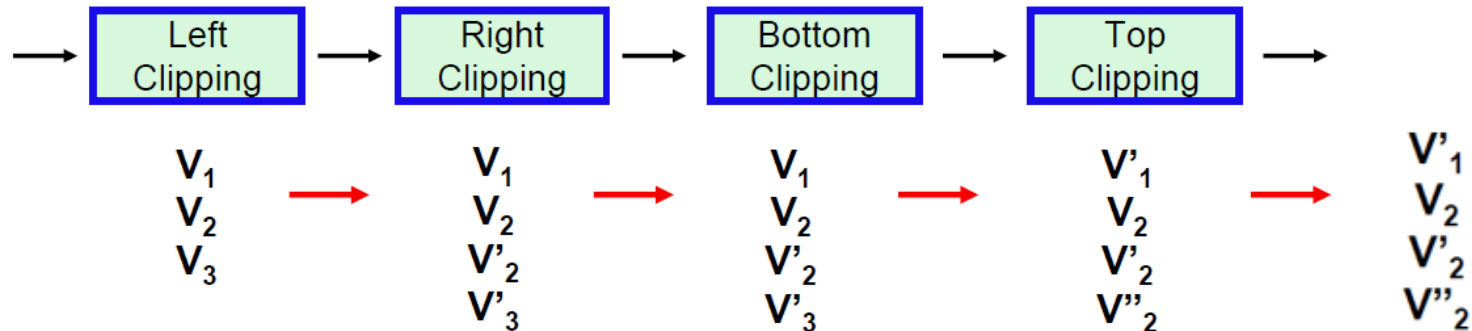 Left
Clipping
Right
Clipping
Bottom
Clipping
Top
Clipping
V₁
V₂
V₃
V₁
V₂
V’₂
V’₃
V₁
V₂
V’₂
V’₃
V’₁
V₂
V’₂
V”₂
V’₁
V₂
V’₂
V”₂